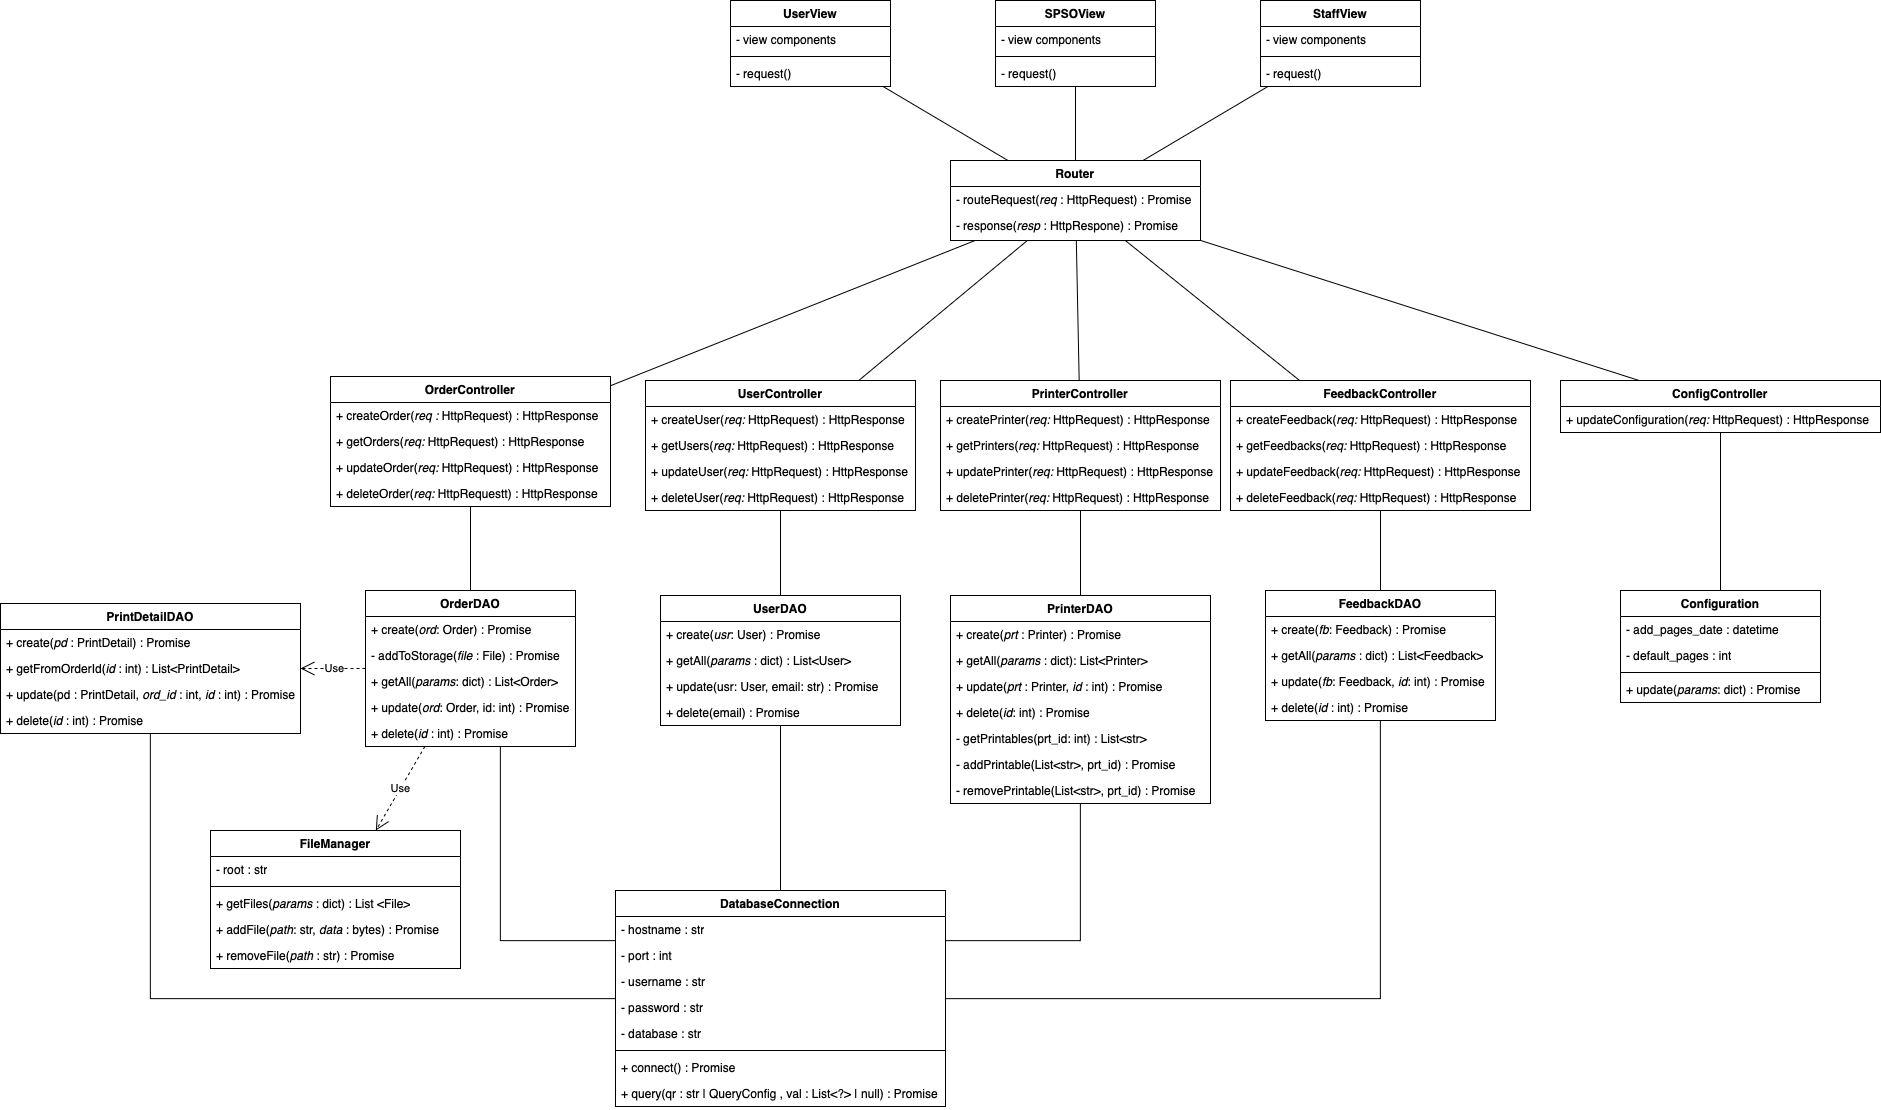 UserView
- view components
- request()
SPSOView
- view components
- request()
StaffView
- view components
- request()
Router
- routeRequest(req : HttpRequest) : Promise
- response(resp : HttpRespone) : Promise
OrderController
+ createOrder(req : HttpRequest) : HttpResponse
+ getOrders(req: HttpRequest) : HttpResponse
+ updateOrder(req: HttpRequest) : HttpResponse
+ deleteOrder(req: HttpRequestt) : HttpResponse
UserController
+ createUser(req: HttpRequest) : HttpResponse
+ getUsers(req: HttpRequest) : HttpResponse
+ updateUser(req: HttpRequest) : HttpResponse
+ deleteUser(req: HttpRequest) : HttpResponse
PrinterController
+ createPrinter(req: HttpRequest) : HttpResponse
+ getPrinters(req: HttpRequest) : HttpResponse
+ updatePrinter(req: HttpRequest) : HttpResponse
+ deletePrinter(req: HttpRequest) : HttpResponse
FeedbackController
+ createFeedback(req: HttpRequest) : HttpResponse
+ getFeedbacks(req: HttpRequest) : HttpResponse
+ updateFeedback(req: HttpRequest) : HttpResponse
+ deleteFeedback(req: HttpRequest) : HttpResponse
ConfigController
+ updateConfiguration(req: HttpRequest) : HttpResponse
PrintDetailDAO
+ create(pd : PrintDetail) : Promise
+ getFromOrderId(id : int) : List<PrintDetail>
+ update(pd : PrintDetail, ord_id : int, id : int) : Promise
+ delete(id : int) : Promise
Use
OrderDAO
+ create(ord: Order) : Promise
- addToStorage(file : File) : Promise
+ getAll(params: dict) : List<Order>
+ update(ord: Order, id: int) : Promise
+ delete(id : int) : Promise
UserDAO
+ create(usr: User) : Promise
+ getAll(params : dict) : List<User>
+ update(usr: User, email: str) : Promise
+ delete(email) : Promise
PrinterDAO
+ create(prt : Printer) : Promise
+ getAll(params : dict): List<Printer>
+ update(prt : Printer, id : int) : Promise
+ delete(id: int) : Promise
- getPrintables(prt_id: int) : List<str>
- addPrintable(List<str>, prt_id) : Promise
- removePrintable(List<str>, prt_id) : Promise
FeedbackDAO
+ create(fb: Feedback) : Promise
+ getAll(params : dict) : List<Feedback>
+ update(fb: Feedback, id: int) : Promise
+ delete(id : int) : Promise
Configuration
- add_pages_date : datetime
- default_pages : int
+ update(params: dict) : Promise
Use
FileManager
- root : str
+ getFiles(params : dict) : List <File>
+ addFile(path: str, data : bytes) : Promise
+ removeFile(path : str) : Promise
DatabaseConnection
- hostname : str
- port : int
- username : str
- password : str
- database : str
+ connect() : Promise
+ query(qr : str | QueryConfig , val : List<?> | null) : Promise